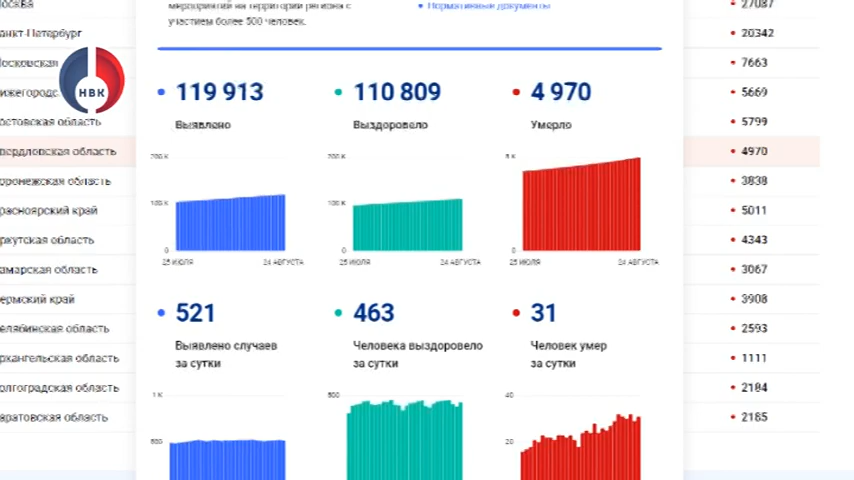 мероприятий на территории региона с
участием более 500 человек.
Нормативные документы
27087
20342
7663
5669
5799
4970
3838
5011
4343
3067
3908
2593
1111
2184
2185
анкт-Петербург
осковская
ижегородс
НВК
остовская область
вердловская область
оронежская область
расноярский край
ркутская область
амарская область
ермский край
елябинская область
рхангельская область
олгоградская область
аратовская область
119 913
Выявлено
200 K
100 K
0
25 ИЮЛЯ
24 АВГУСТА
110 809
Выздоровело
200 K
100 K
0
25 ИЮЛЯ
24 АВГУСТА
4 970
Умерло
5 K
0
25 ИЮЛЯ
24 АВГУСТА
521
Выявлено случаев
за сутки
1 K
500
463
Человека выздоровело
за сутки
500
31
Человек умер
за сутки
40
20